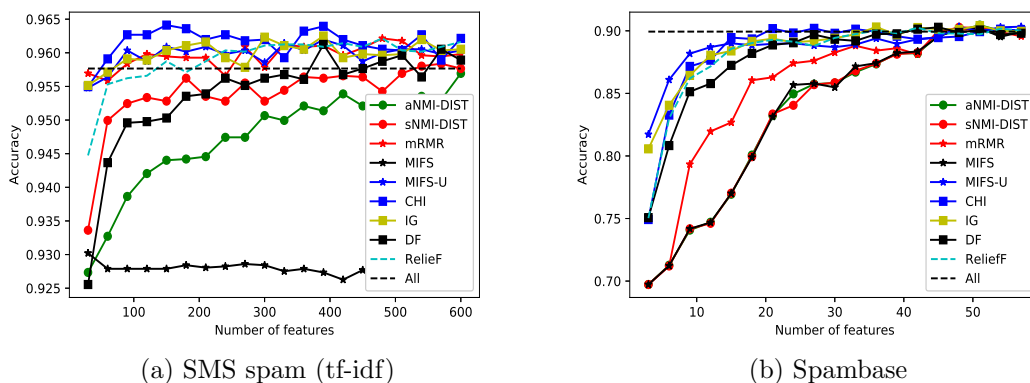 0.965
0.960
0.955
0.950
0.945
0.940
0.935
0.930
0.925
Accuracy
100 200 300 400 500 600
Number of features
aNMI-DIST
sNMI-DIST
mRMR
MIFS
MIFS-U
CHI
IG
DF
ReliefF
All
(a) SMS spam (tf-idf)
0.90
0.85
0.80
0.75
0.70
Accuracy
10 20 30 40 50
Number of features
aNMI-DIST
sNMI-DIST
mRMR
MIFS
MIFS-U
CHI
IG
DF
ReliefF
All
(b) Spambase